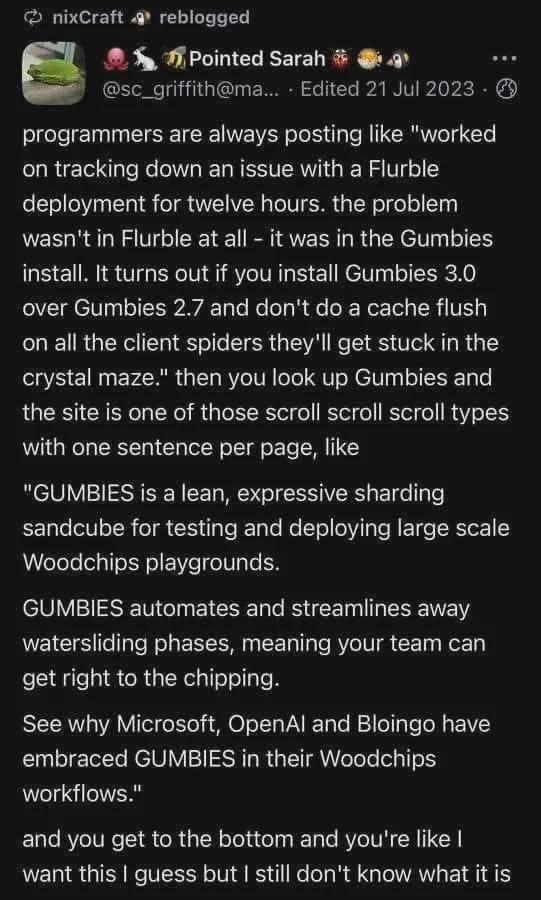 nixCraft 🐧 reblogged
🐙🐇🐝Pointed Sarah 🐞🐡🐧
@sc_griffith@ma... · Edited 21 Jul 2023 ·
programmers are always posting like "worked
on tracking down an issue with a Flurble
deployment for twelve hours. the problem
wasn't in Flurble at all - it was in the Gumbies
install. It turns out if you install Gumbies 3.0
over Gumbies 2.7 and don't do a cache flush
on all the client spiders they'll get stuck in the
crystal maze." then you look up Gumbies and
the site is one of those scroll scroll scroll types
with one sentence per page, like
"GUMBIES is a lean, expressive sharding
sandcube for testing and deploying large scale
Woodchips playgrounds.
GUMBIES automates and streamlines away
watersliding phases, meaning your team can
get right to the chipping.
See why Microsoft, OpenAI and Bloingo have
embraced GUMBIES in their Woodchips
workflows."
and you get to the bottom and you're like I
want this I guess but I still don't know what it is